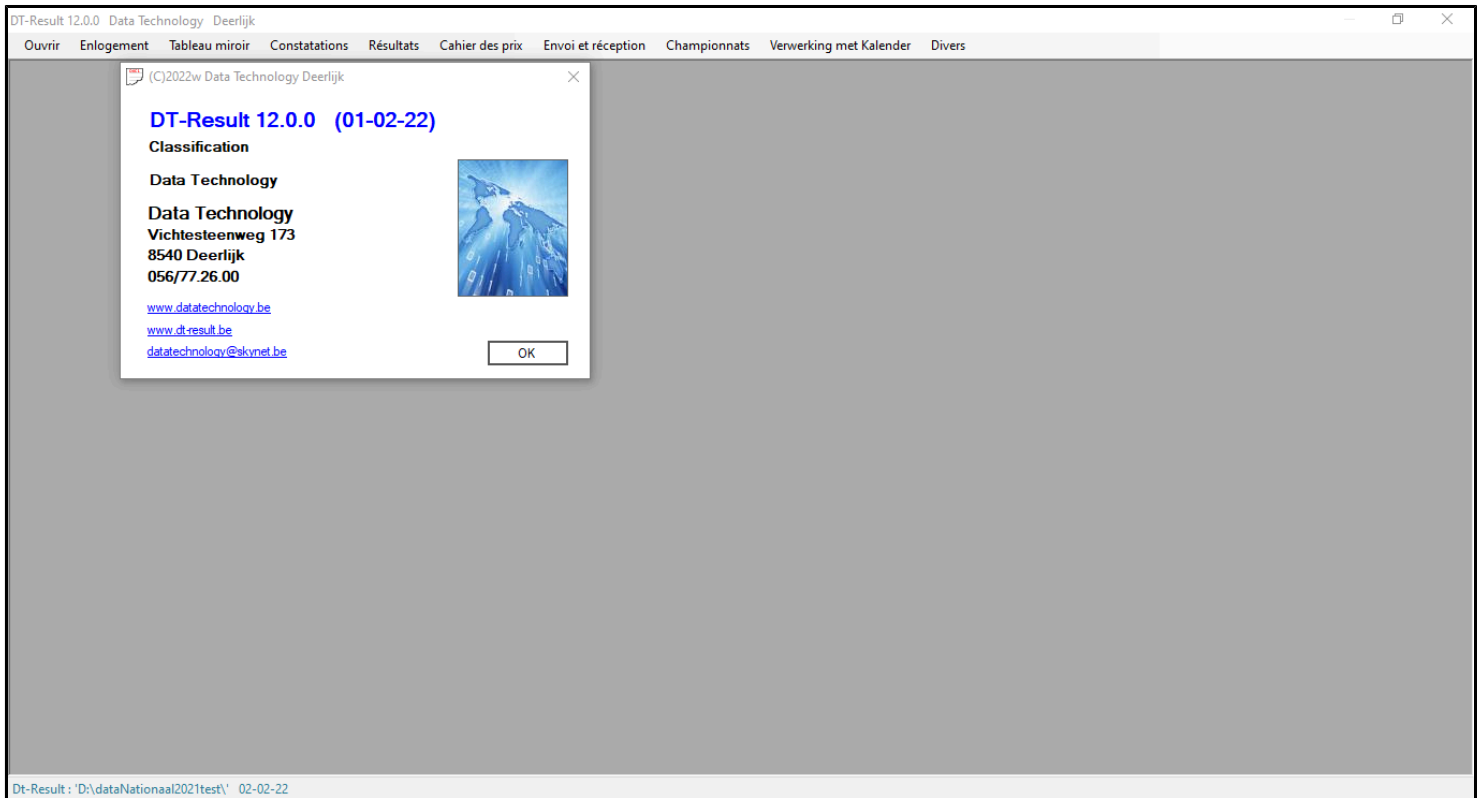 DT-Result 12.0.0 Data Technology Deerlijk
Ouvrir Enlogement Tableau miroir Constatations Résultats Cahier des prix Envoi et réception Championnats Verwerking met Kalender Divers
(C)2022w Data Technology Deerlijk
DT-Result 12.0.0 (01-02-22)
Classification
Data Technology
Data Technology
Vichtesteenweg 173
8540 Deerlijk
056/77.26.00
www.datatechnology.be
www.dt-result.be
datatechnology@skynet.be
OK
Dt-Result : 'D:\dataNationaal2021test\' 02-02-22